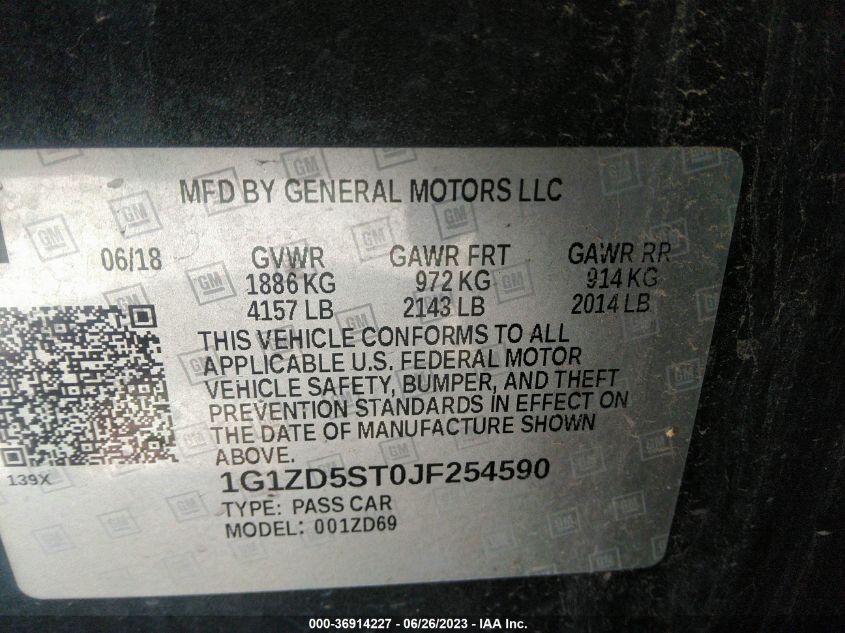 MFD BY GENERAL MOTORS LLC
06/18 GVWR GAWR FRT GAWR RR
1886 KG 972 KG 914 KG
4157 LB 2143 LB 2014 LB
THIS VEHICLE CONFORMS TO ALL
APPLICABLE U.S. FEDERAL MOTOR
VEHICLE SAFETY, BUMPER, AND THEFT
PREVENTION STANDARDS IN EFFECT ON
THE DATE OF MANUFACTURE SHOWN
ABOVE.
139X
1G1ZD5ST0JF254590
TYPE: PASS CAR
MODEL: 001ZD69
000-36914227 - 06/26/2023 - IAA Inc.